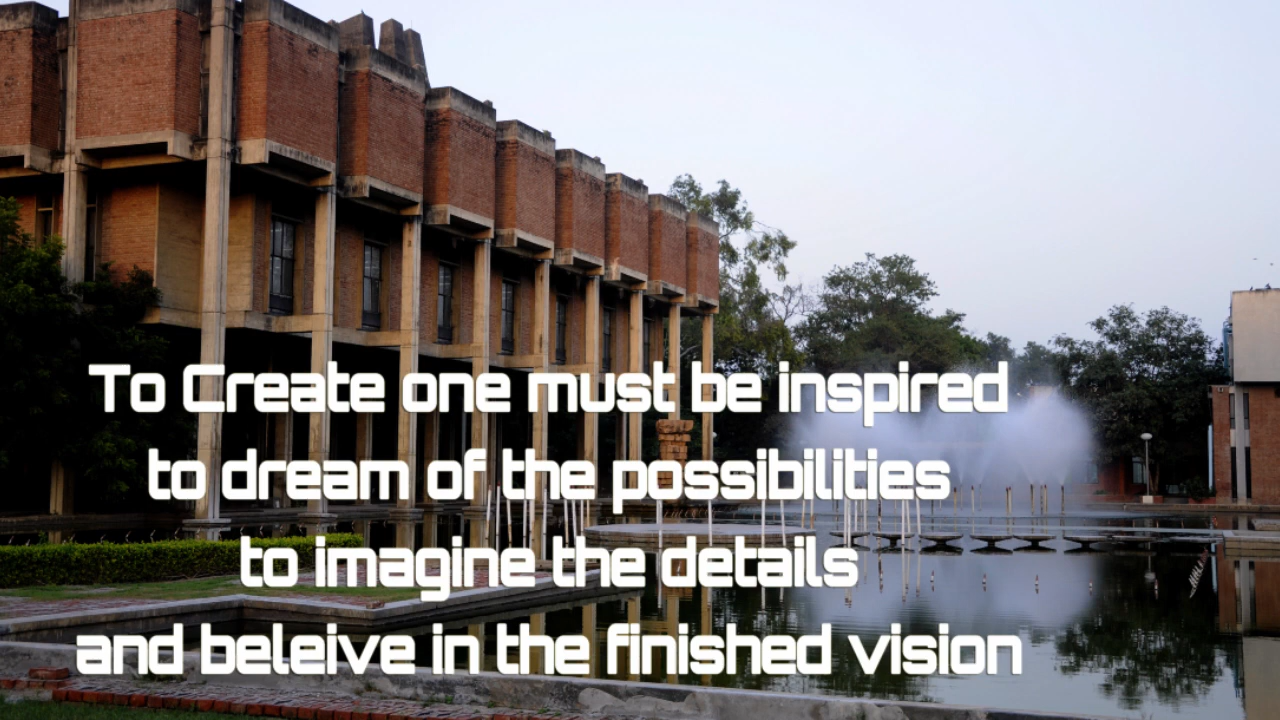 To Create one must be inspired
to dream of the possibilities
to imagine the details
and beleive in the finished vision